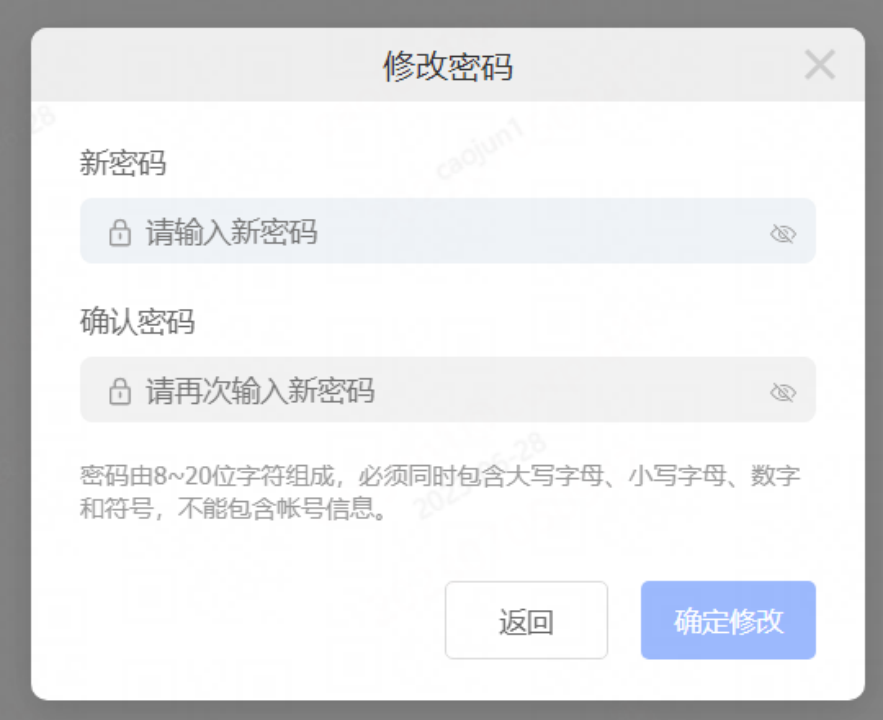 修改密码
caojun1
新密码
请输入新密码
确认密码
请再次输入新密码
密码由8~20位字符组成，必须同时包含大写字母、小写字母、数字
和符号，不能包含帐号信息。
返回
确定修改